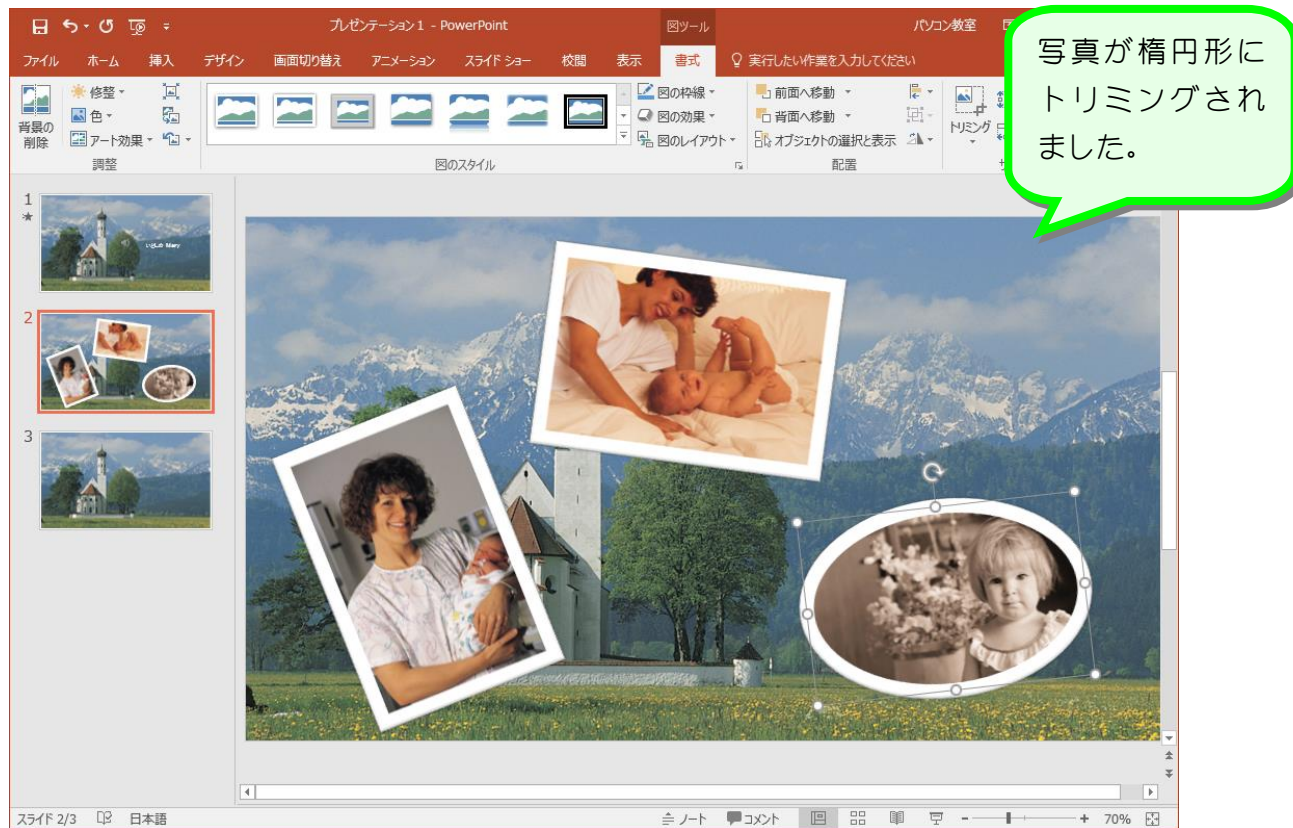 プレゼンテーション1 - PowerPoint
図ツール
パソコン教室
ファイル ホーム 挿入 デザイン 画面切り替え アニメーション スライド ショー 校閲 表示 書式 実行したい作業を入力してください
写真が楕円形に
トリミングされ
ました。
背景の
削除
修整
色
アート効果
調整
図のスタイル
図の枠線
図の効果
図のレイアウト
前面へ移動
背面へ移動
オブジェクトの選択と表示
配置
トリミング
1
2
3
スライド 2/3 日本語
ノート コメント
70%